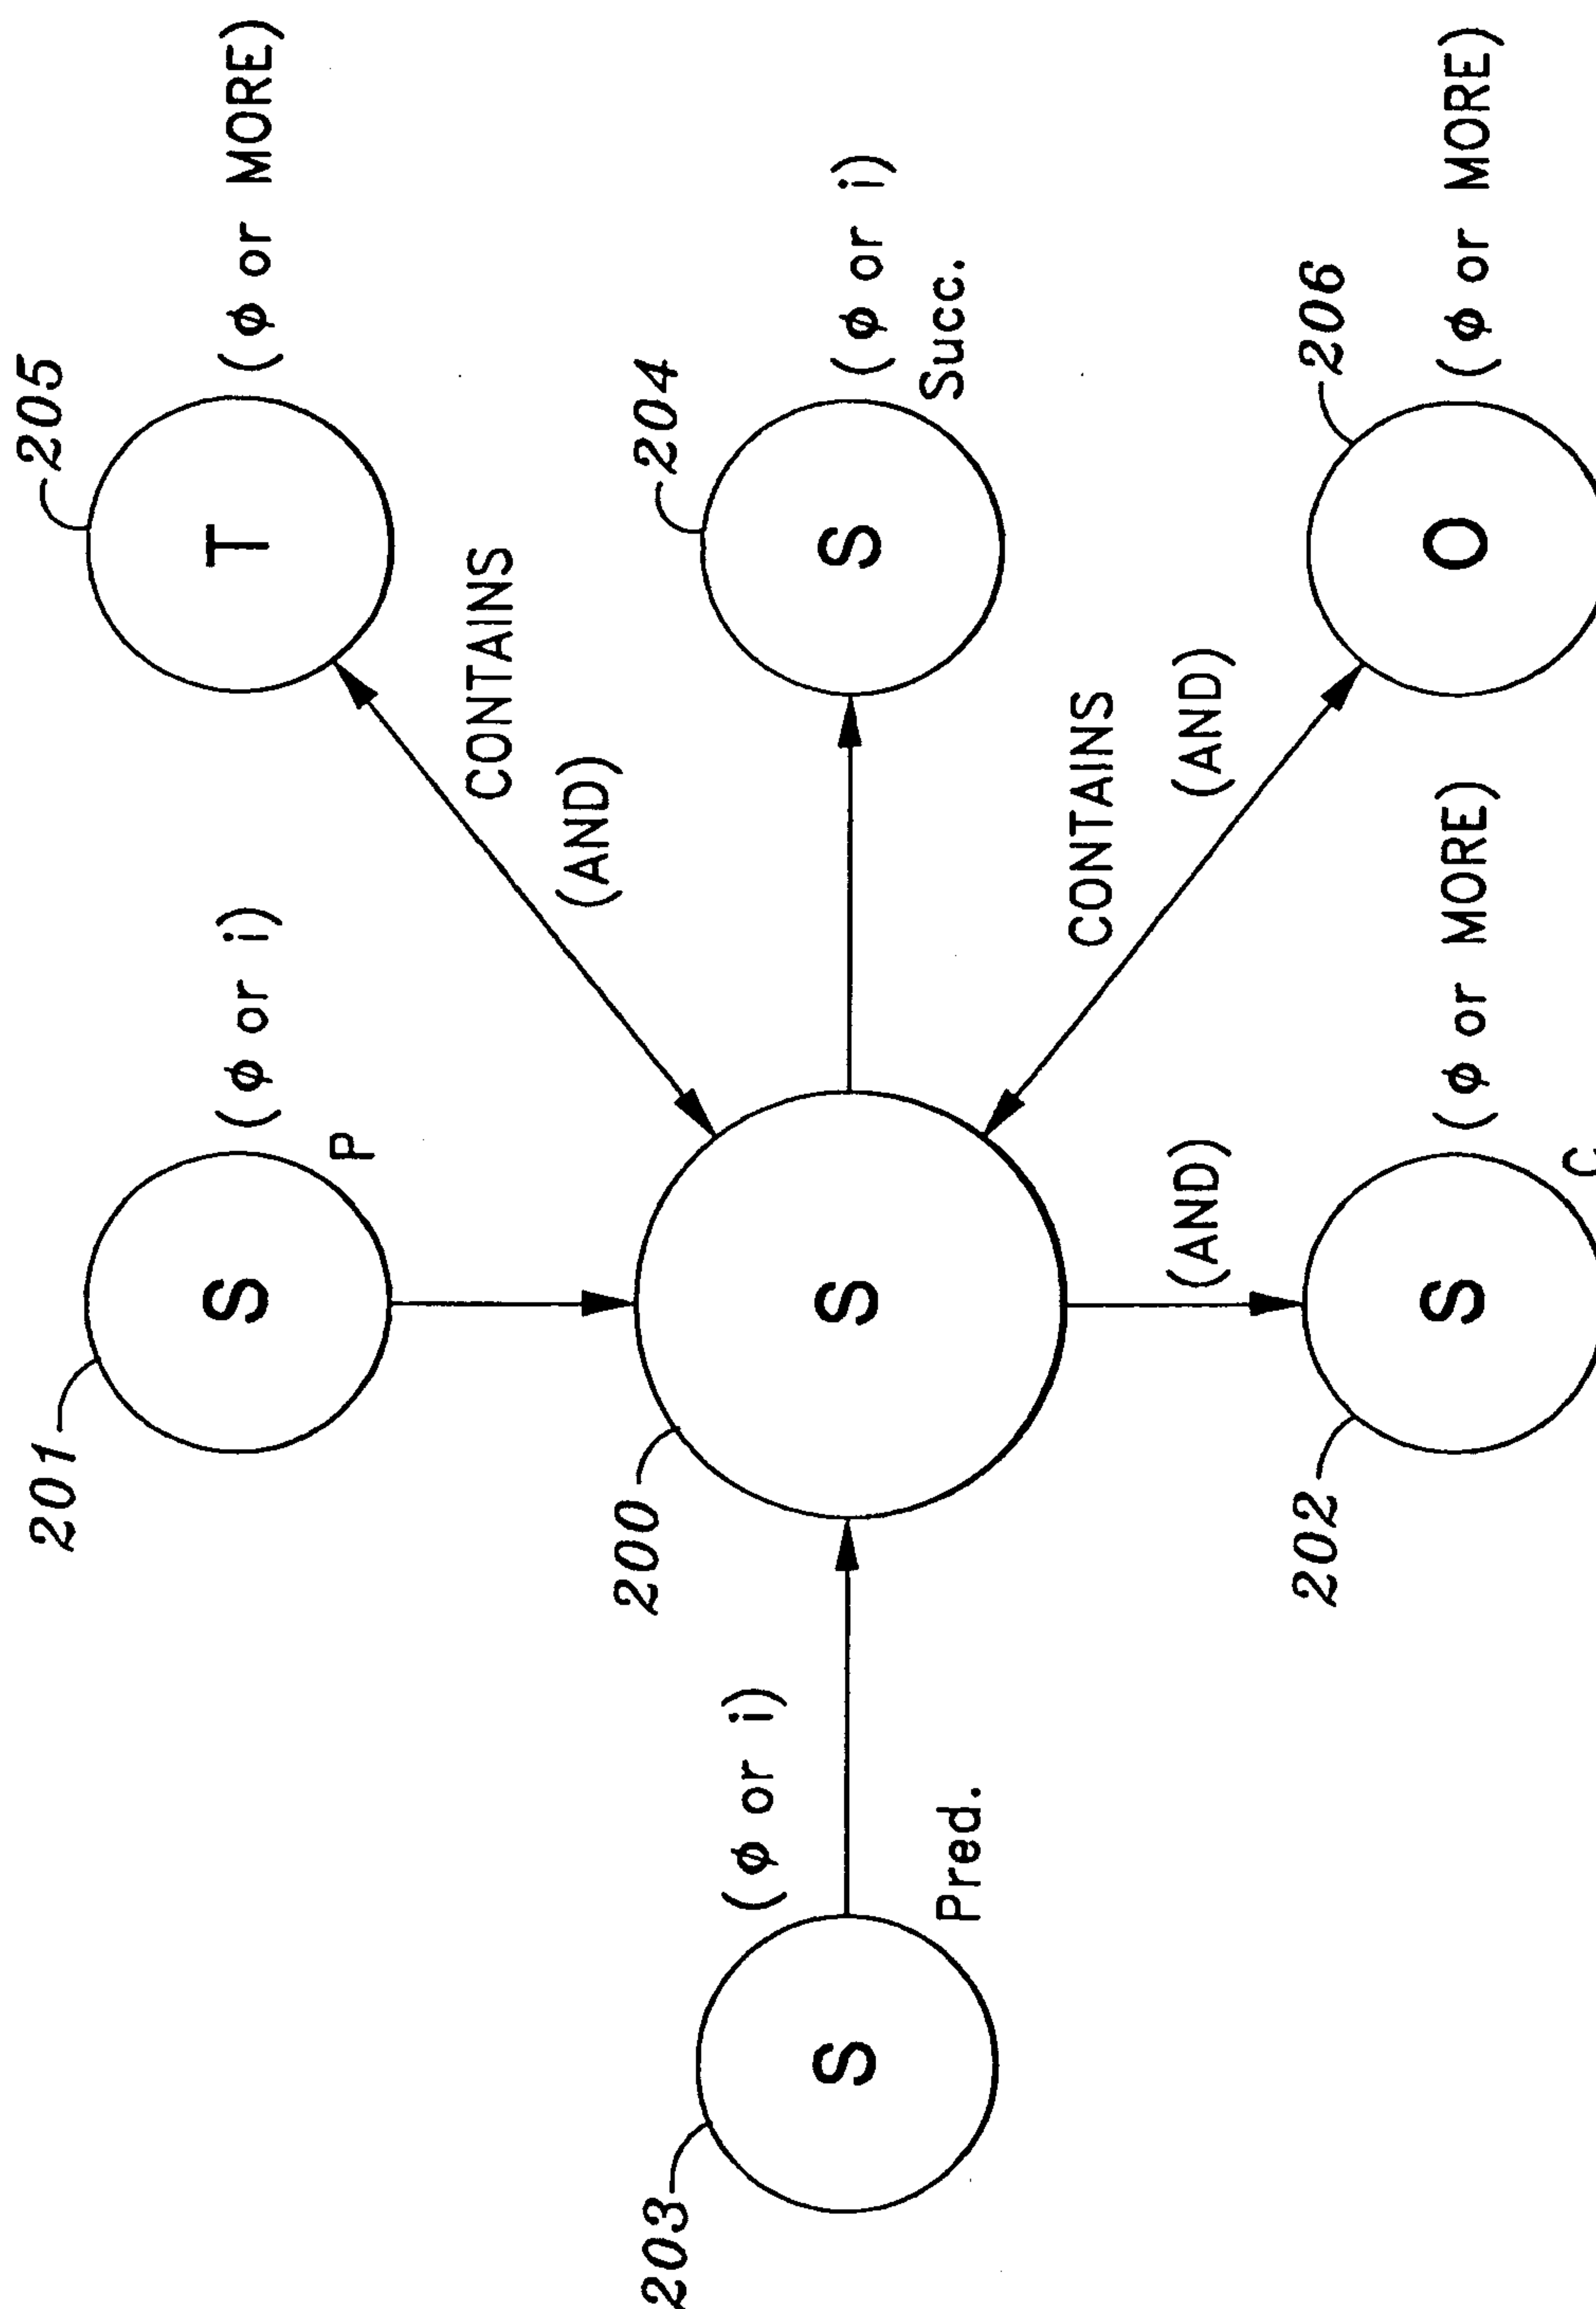 201
205
S
(φ or i)
T
(φ or MORE)
P
CONTAINS
(AND)
203
200
204
(φ or i)
S
S
S
(φ or i)
Pred.
Succ.
CONTAINS
(AND)
(AND)
202
206
S
(φ or MORE)
O
(φ or MORE)